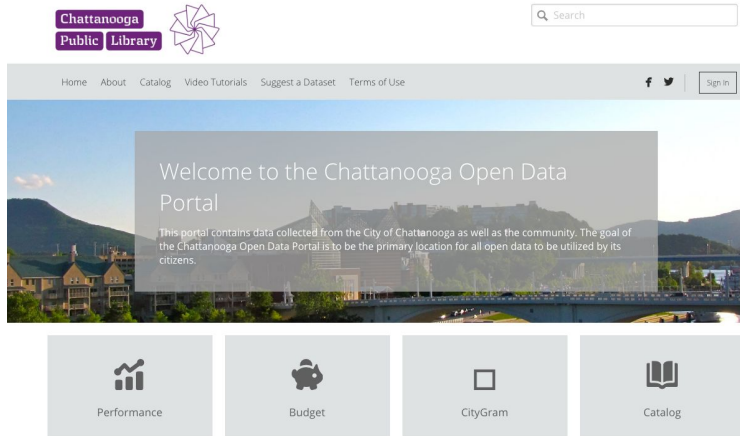 Chattanooga
Public Library
Search
Home About Catalog Video Tutorials Suggest a Dataset Terms of Use
Sign In
Welcome to the Chattanooga Open Data
Portal
This portal contains data collected from the City of Chattanooga as well as the community. The goal of
the Chattanooga Open Data Portal is to be the primary location for all open data to be utilized by its
citizens.
Performance
Budget
CityGram
Catalog